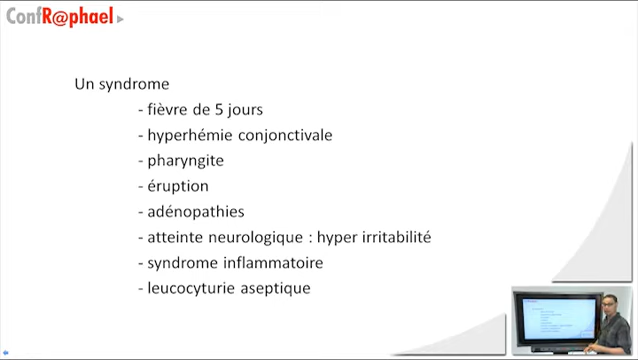 ConfR@phael
Un syndrome
- fièvre de 5 jours
- hyperhémie conjonctivale
- pharyngite
- éruption
- adénopathies
- atteinte neurologique : hyper irritabilité
- syndrome inflammatoire
- leucocyturie aseptique